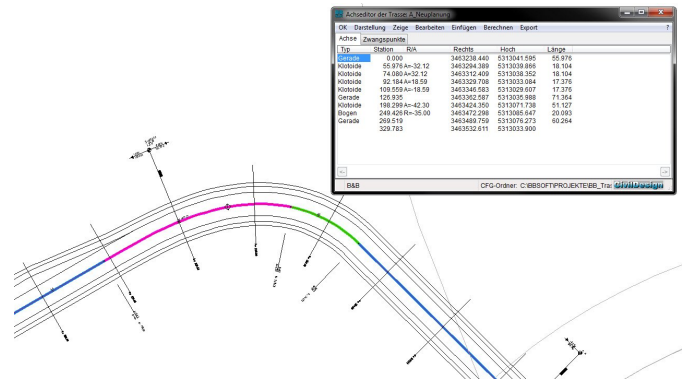 Achseditor der Trasse: A_Neuplanung
OK Darstellung Zeige Bearbeiten Einfügen Berechnen Export ?
Achse Zwangspunkte
Typ Station R/A Rechts Hoch Länge
Gerade 0.000 3463238.440 5313041.595 55.976
Klotoide 55.976 A=-32.12 3463294.389 5313039.866 18.104
Klotoide 74.080 A=32.12 3463312.409 5313038.352 18.104
Klotoide 92.184 A=18.59 3463329.708 5313033.084 17.376
Klotoide 109.559 A=-18.59 3463346.583 5313029.607 17.376
Gerade 126.935 3463362.587 5313035.988 71.364
Klotoide 198.299 A=-42.30 3463424.350 5313071.738 51.127
Bogen 249.426 R=-35.00 3463472.298 5313085.647 20.093
Gerade 269.519 3463489.759 5313076.273 60.264
329.783 3463532.611 5313033.900
B&B CFG-Ordner: C:\BBSOFT\PROJEKTE\BB_Tras CivilDesign